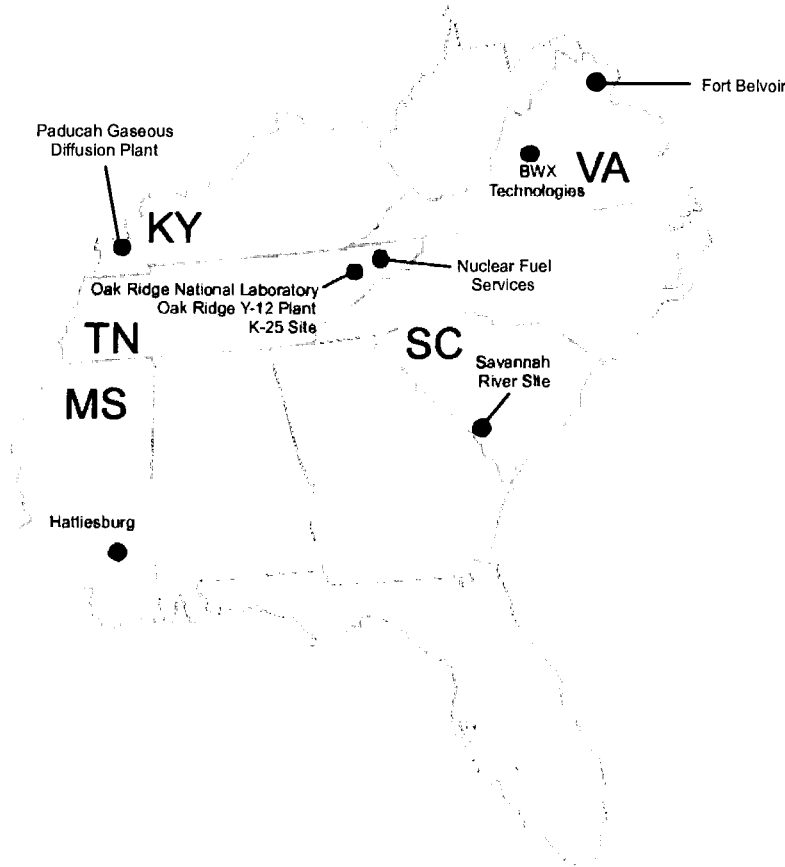 Fort Belvoir
Paducah Gaseous
Diffusion Plant
BWX
Technologies
VA
KY
Nuclear Fuel
Services
Oak Ridge National Laboratory
Oak Ridge Y-12 Plant
K-25 Site
TN
SC
Savannah
River Site
MS
Hattiesburg